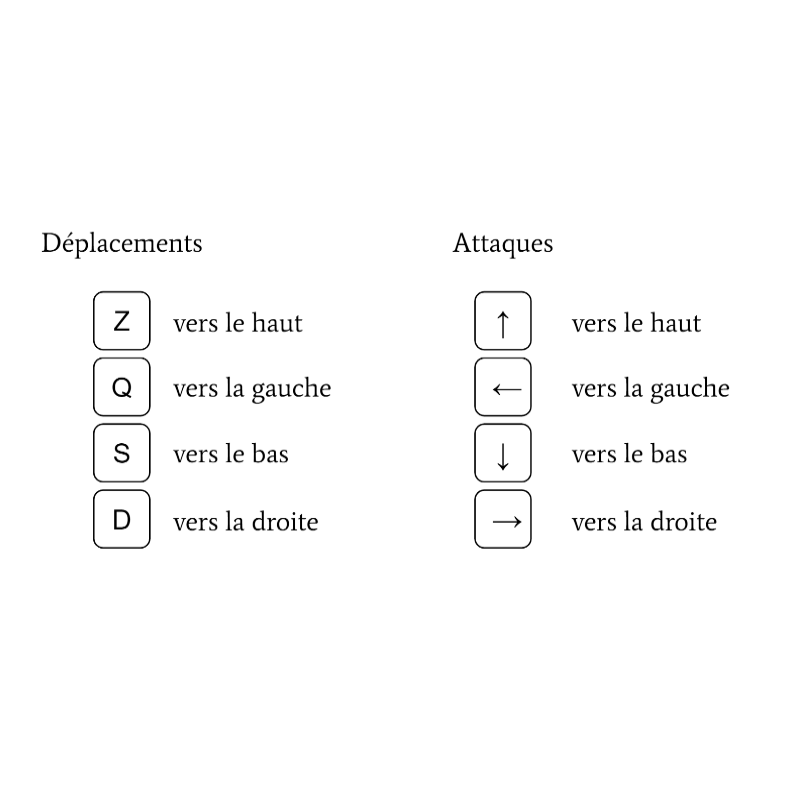 Déplacements
Z vers le haut
Q vers la gauche
S vers le bas
D vers la droite
Attaques
↑ vers le haut
← vers la gauche
↓ vers le bas
→ vers la droite